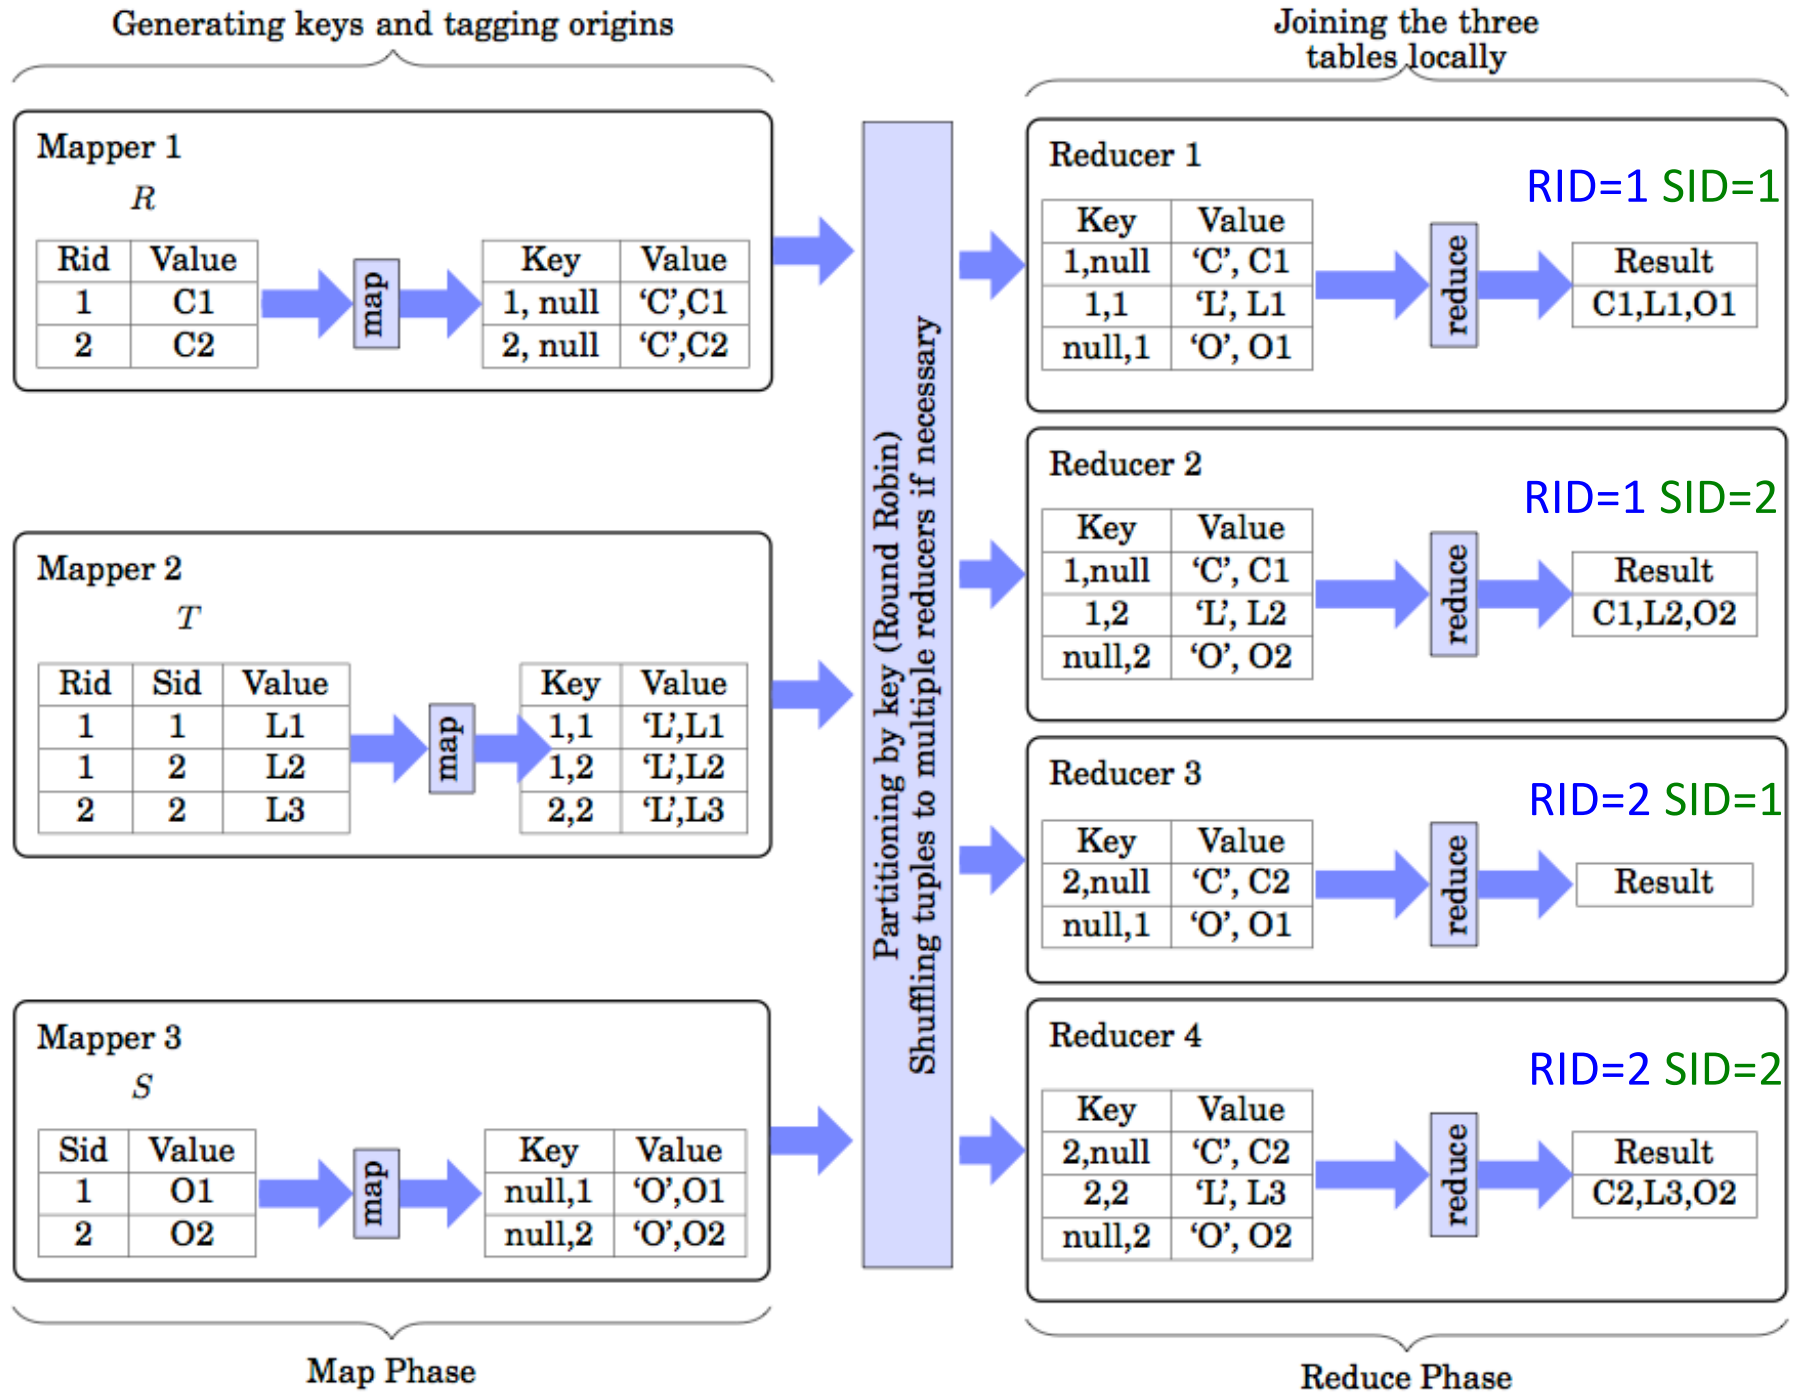 Generating keys and tagging origins
Mapper 1
R
Rid Value
1 C1
2 C2
map
Key Value
1, null ‘C’,C1
2, null ‘C’,C2
Mapper 2
T
Rid Sid Value
1 1 L1
1 2 L2
2 2 L3
map
Key Value
1,1 ‘L’,L1
1,2 ‘L’,L2
2,2 ‘L’,L3
Mapper 3
S
Sid Value
1 O1
2 O2
map
Key Value
null,1 ‘O’,O1
null,2 ‘O’,O2
Map Phase
Partitioning by key (Round Robin)
Shuffling tuples to multiple reducers if necessary
Joining the three
tables locally
Reducer 1
RID=1 SID=1
Key Value
1,null ‘C’, C1
1,1 ‘L’, L1
null,1 ‘O’, O1
reduce
Result
C1,L1,O1
Reducer 2
RID=1 SID=2
Key Value
1,null ‘C’, C1
1,2 ‘L’, L2
null,2 ‘O’, O2
reduce
Result
C1,L2,O2
Reducer 3
RID=2 SID=1
Key Value
2,null ‘C’, C2
null,1 ‘O’, O1
reduce
Result
Reducer 4
RID=2 SID=2
Key Value
2,null ‘C’, C2
2,2 ‘L’, L3
null,2 ‘O’, O2
reduce
Result
C2,L3,O2
Reduce Phase